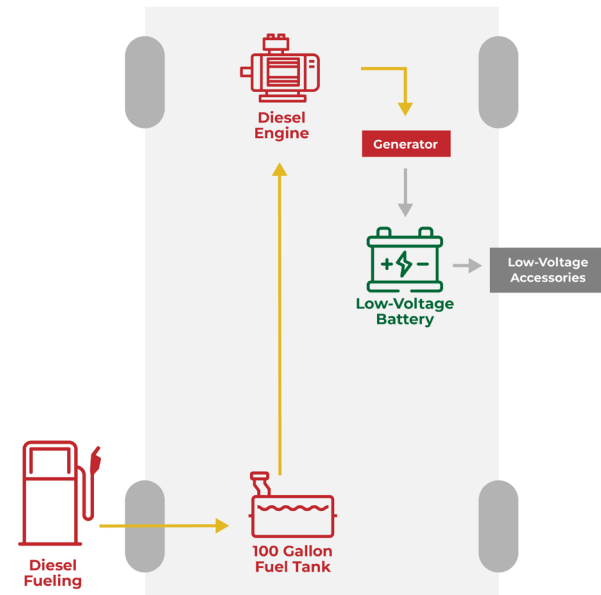 Diesel
Engine
Generator
Low-Voltage
Accessories
Low-Voltage
Battery
100 Gallon
Fuel Tank
Diesel
Fueling